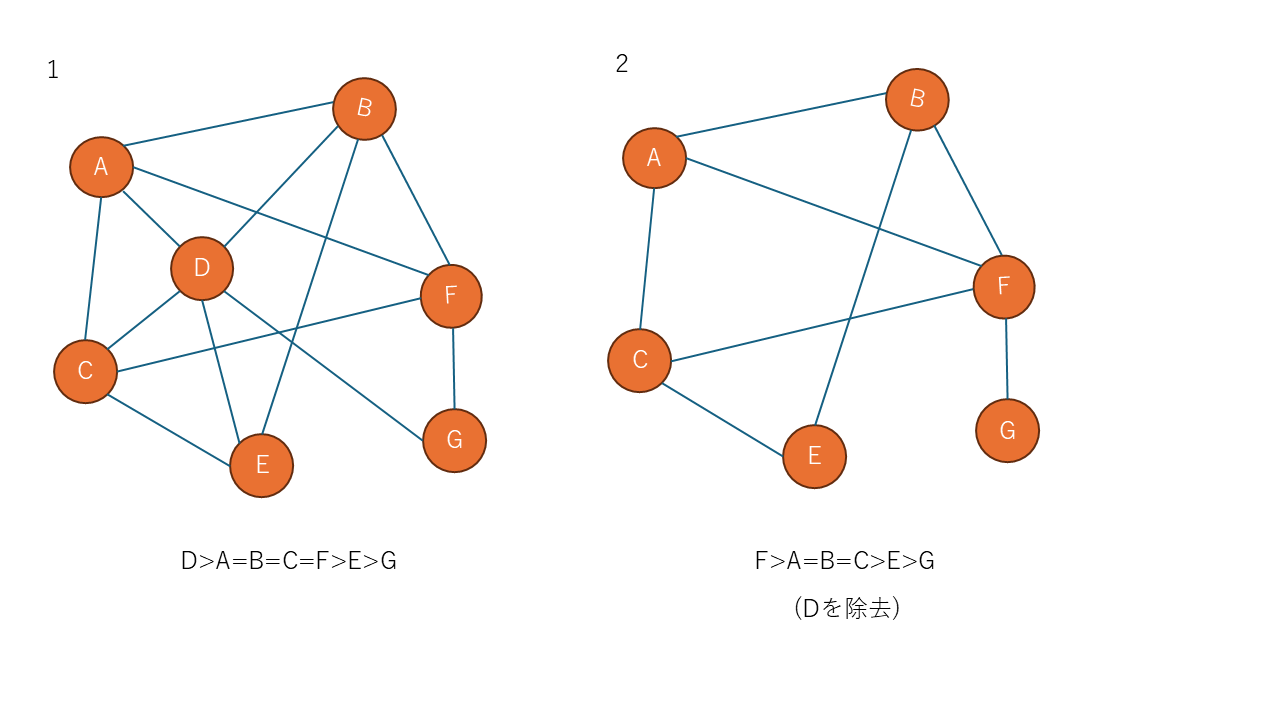 1
B
A
D
F
C
G
E
D>A=B=C=F>E>G
2
B
A
F
C
G
E
F>A=B=C>E>G
（Dを除去）